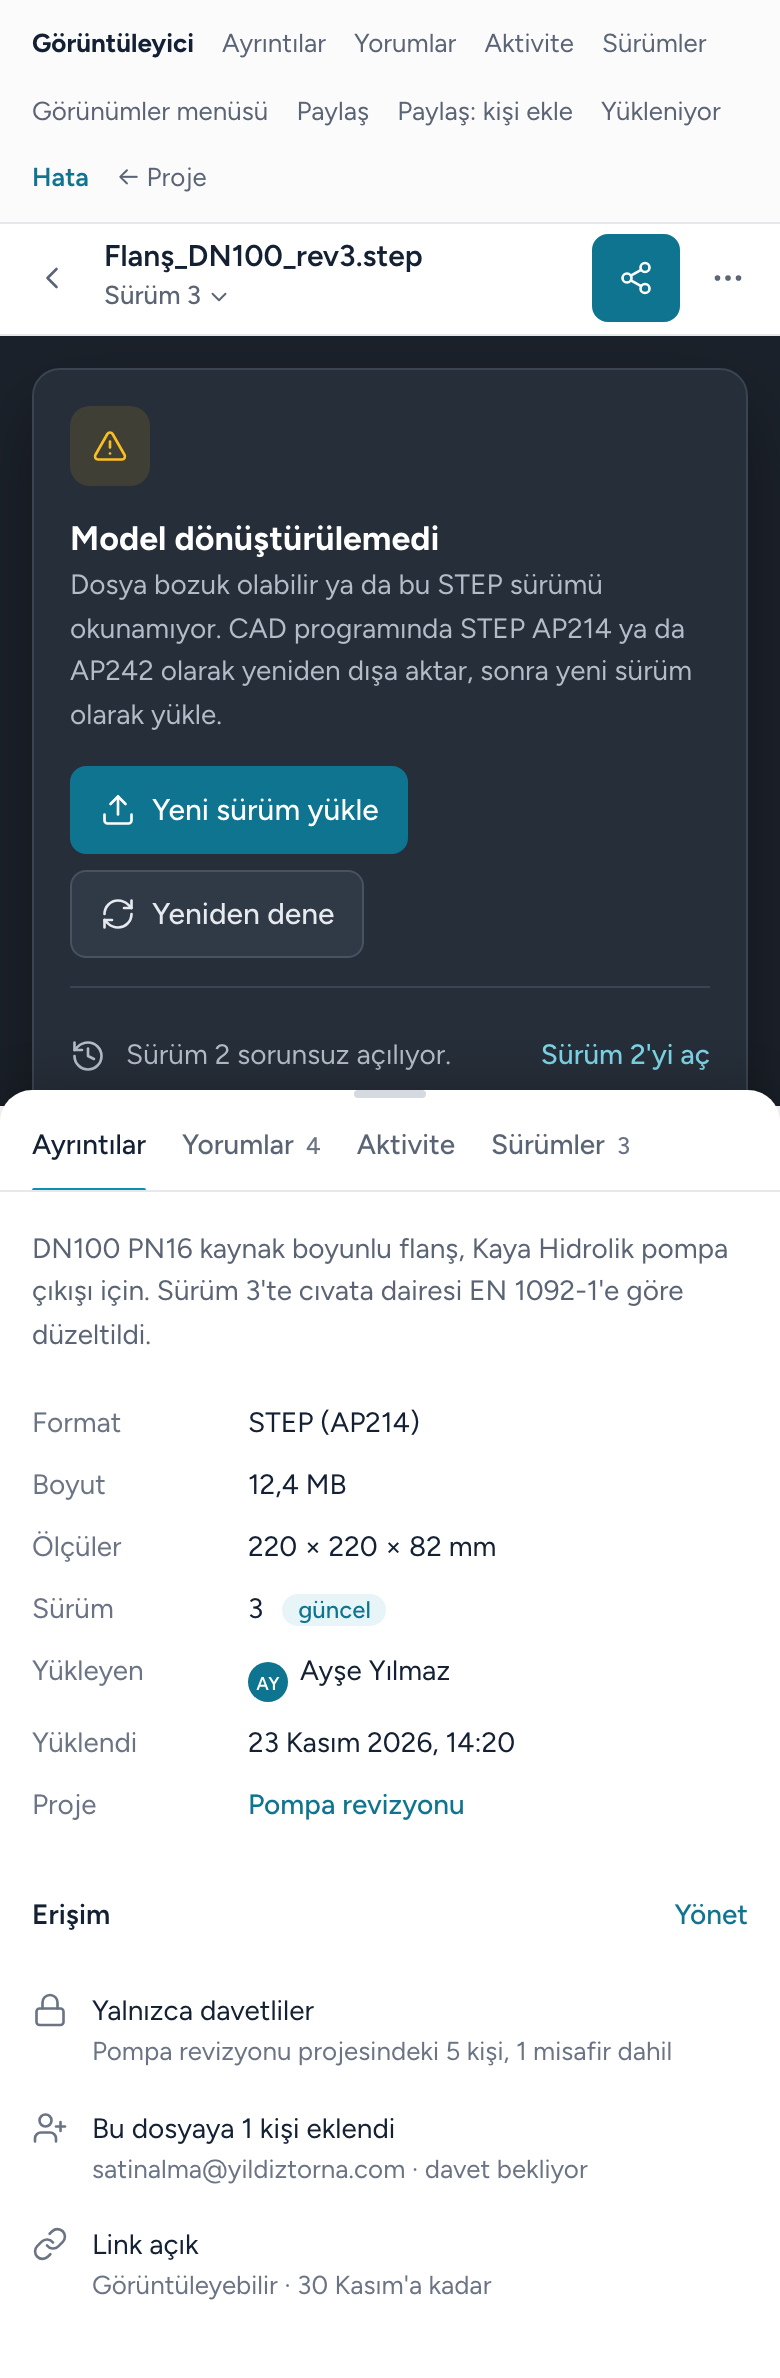 Görüntüleyici Ayrıntılar Yorumlar Aktivite Sürümler
Görünümler menüsü Paylaş Paylaş: kişi ekle Yükleniyor
Hata ← Proje
Flanş_DN100_rev3.step
Sürüm 3
Model dönüştürülemedi
Dosya bozuk olabilir ya da bu STEP sürümü
okunamıyor. CAD programında STEP AP214 ya da
AP242 olarak yeniden dışa aktar, sonra yeni sürüm
olarak yükle.
Yeni sürüm yükle
Yeniden dene
Sürüm 2 sorunsuz açılıyor. Sürüm 2'yi aç
Ayrıntılar Yorumlar 4 Aktivite Sürümler 3
DN100 PN16 kaynak boyunlu flanş, Kaya Hidrolik pompa
çıkışı için. Sürüm 3'te cıvata dairesi EN 1092-1'e göre
düzeltildi.
Format STEP (AP214)
Boyut 12,4 MB
Ölçüler 220 × 220 × 82 mm
Sürüm 3 güncel
Yükleyen AY Ayşe Yılmaz
Yüklendi 23 Kasım 2026, 14:20
Proje Pompa revizyonu
Erişim Yönet
Yalnızca davetliler
Pompa revizyonu projesindeki 5 kişi, 1 misafir dahil
Bu dosyaya 1 kişi eklendi
satinalma@yildiztorna.com · davet bekliyor
Link açık
Görüntüleyebilir · 30 Kasım'a kadar